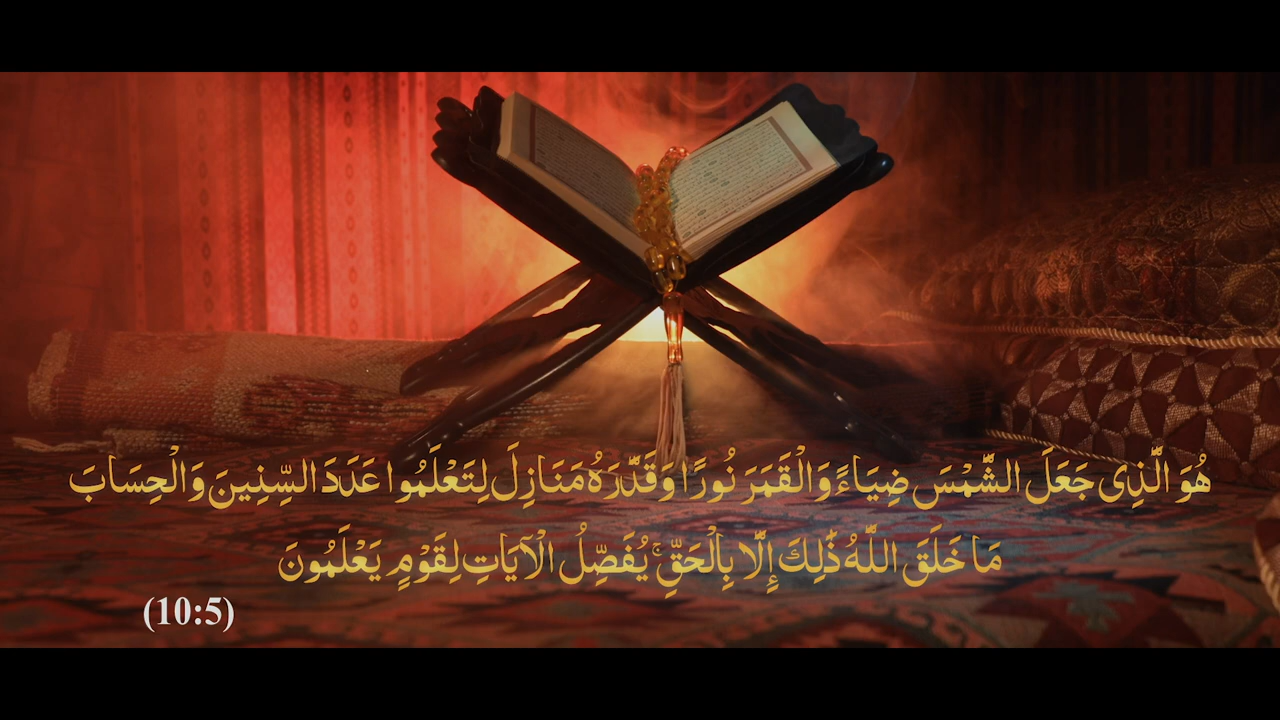 هُوَ الَّذِى جَعَلَ الشَّمْسَ ضِيَاءً وَالْقَمَرَ نُورًا وَقَدَّرَهُ مَنَازِلَ لِتَعْلَمُوا عَدَدَ السِّنِينَ وَالْحِسَابَ
مَا خَلَقَ اللَّهُ ذَٰلِكَ إِلَّا بِالْحَقِّ ۚ يُفَصِّلُ الْآيَاتِ لِقَوْمٍ يَعْلَمُونَ
(10:5)